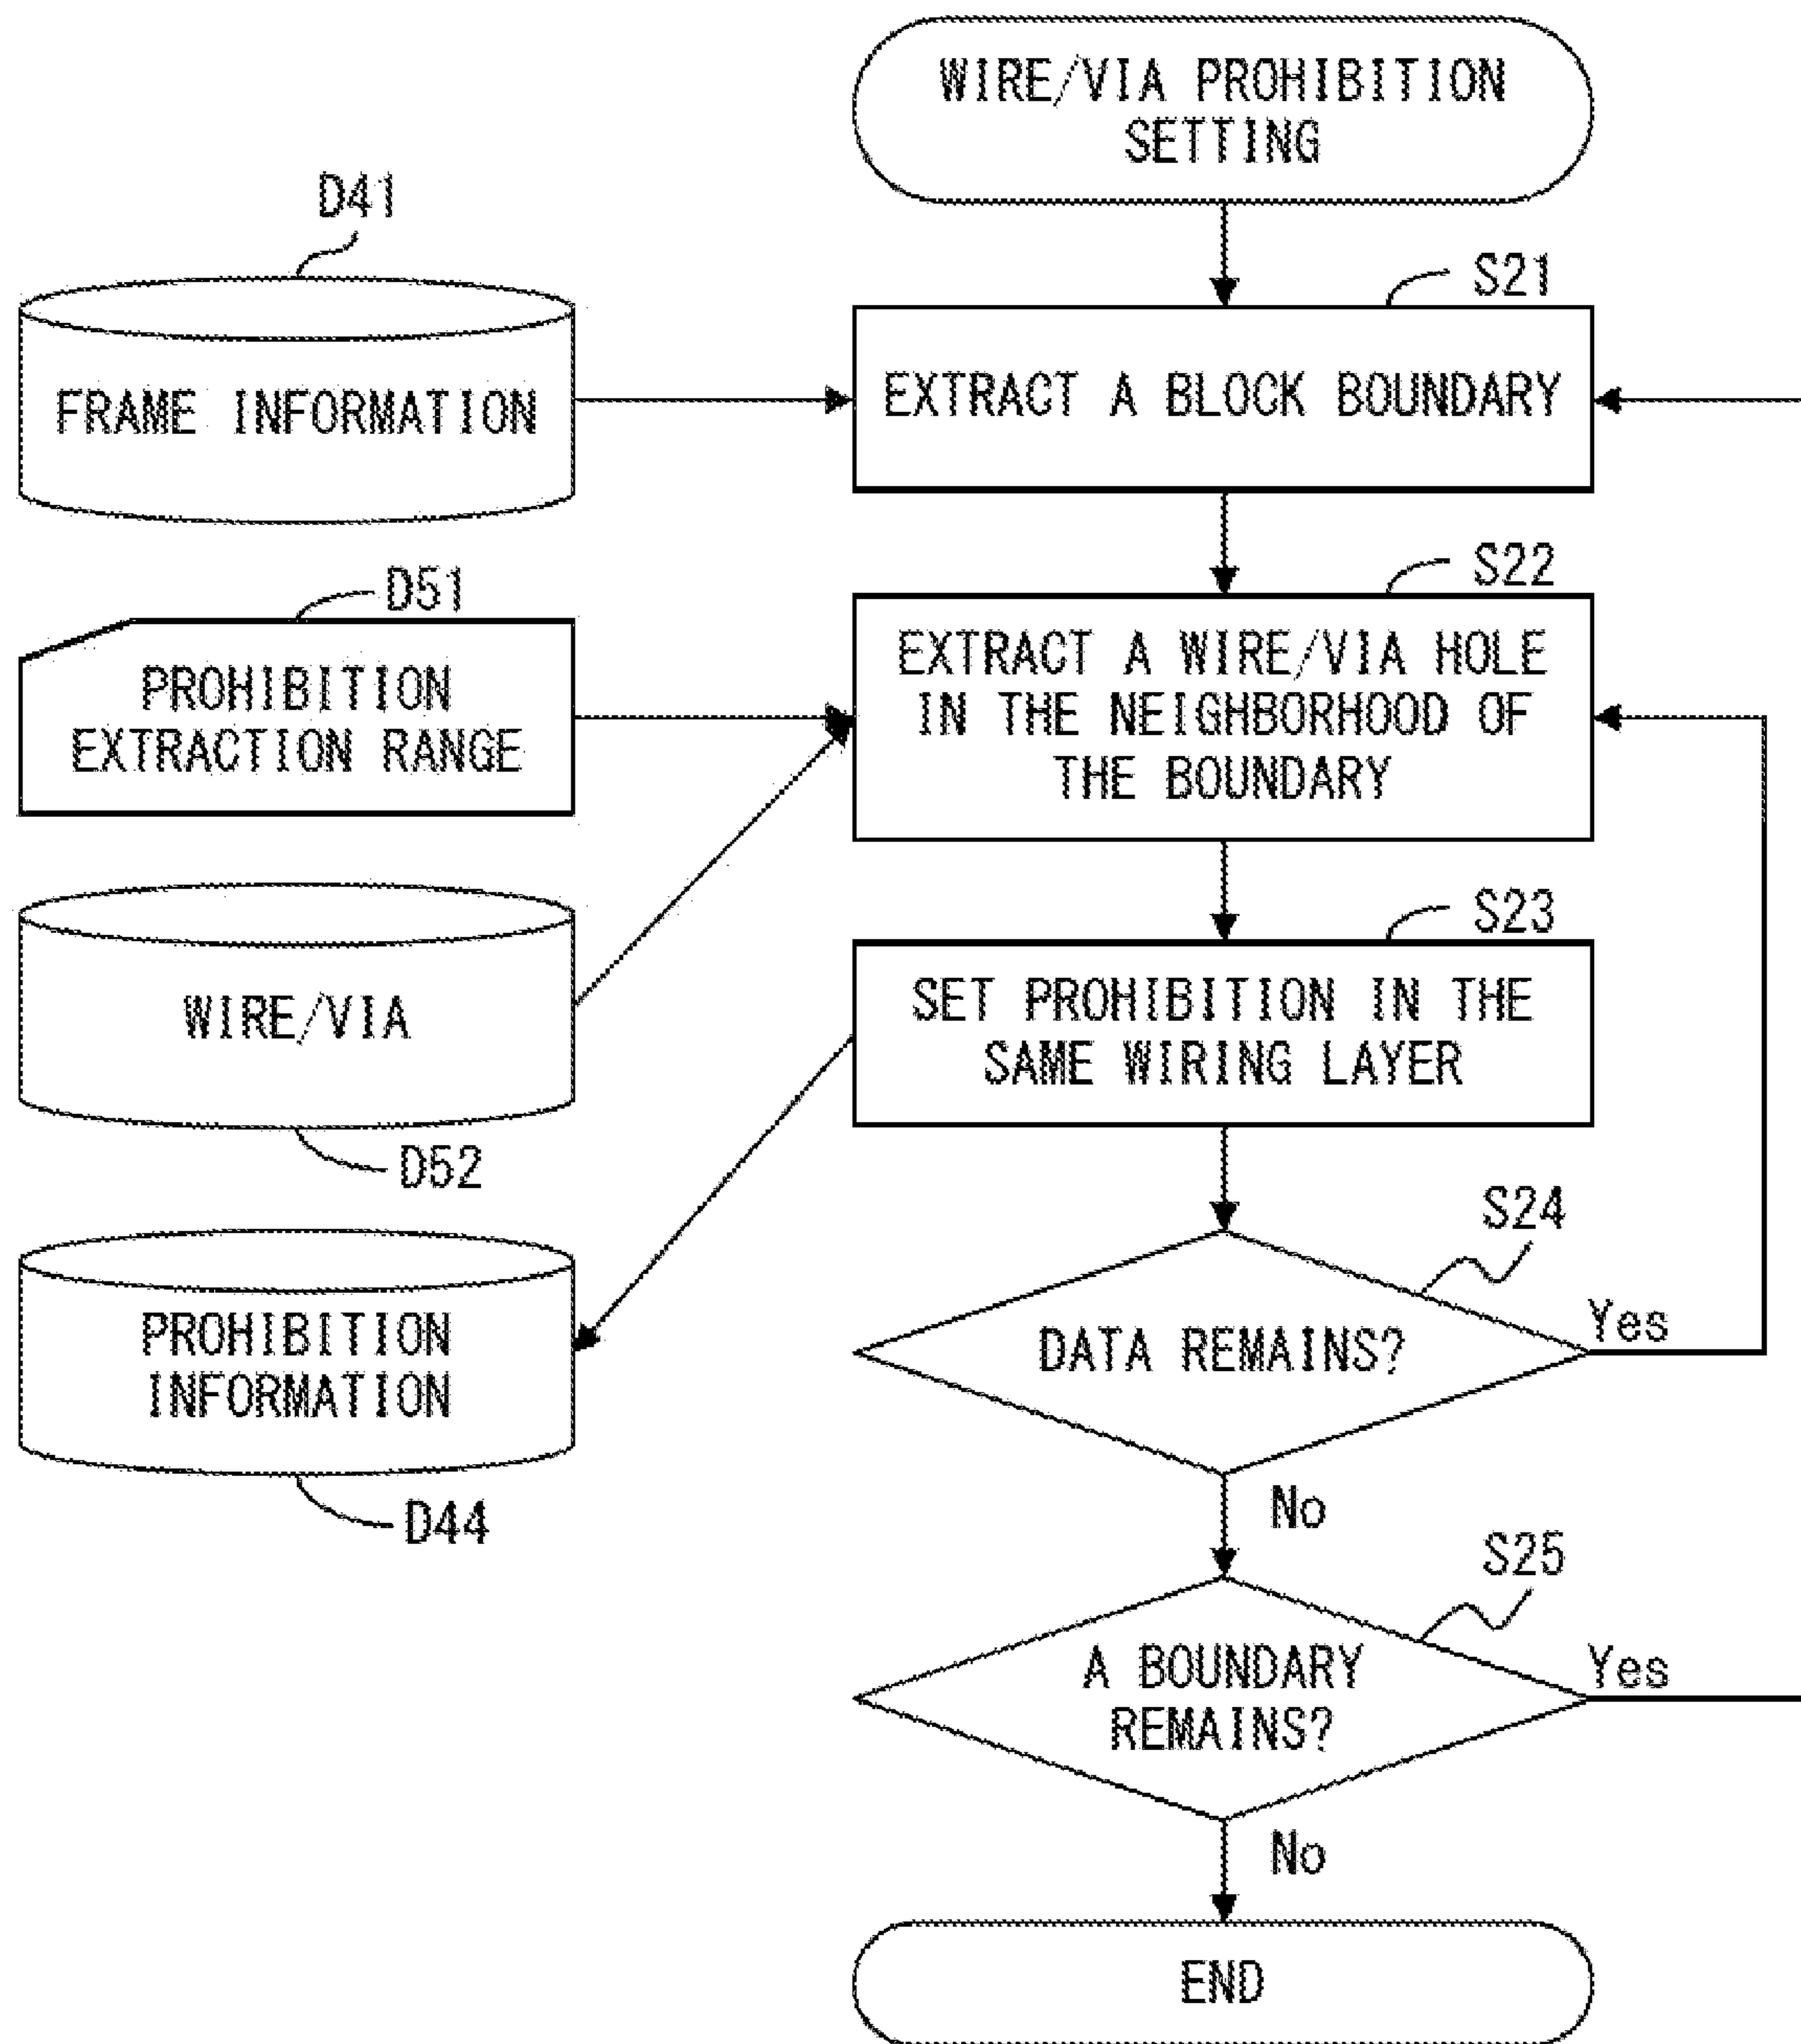 WIRE/VIA PROHIBITION
SETTING
D41
FRAME INFORMATION
S21
EXTRACT A BLOCK BOUNDARY
D51
PROHIBITION
EXTRACTION RANGE
S22
EXTRACT A WIRE/VIA HOLE
IN THE NEIGHBORHOOD OF
THE BOUNDARY
WIRE/VIA
D52
S23
SET PROHIBITION IN THE
SAME WIRING LAYER
PROHIBITION
INFORMATION
D44
S24
DATA REMAINS?
Yes
No
S25
A BOUNDARY
REMAINS?
Yes
No
END